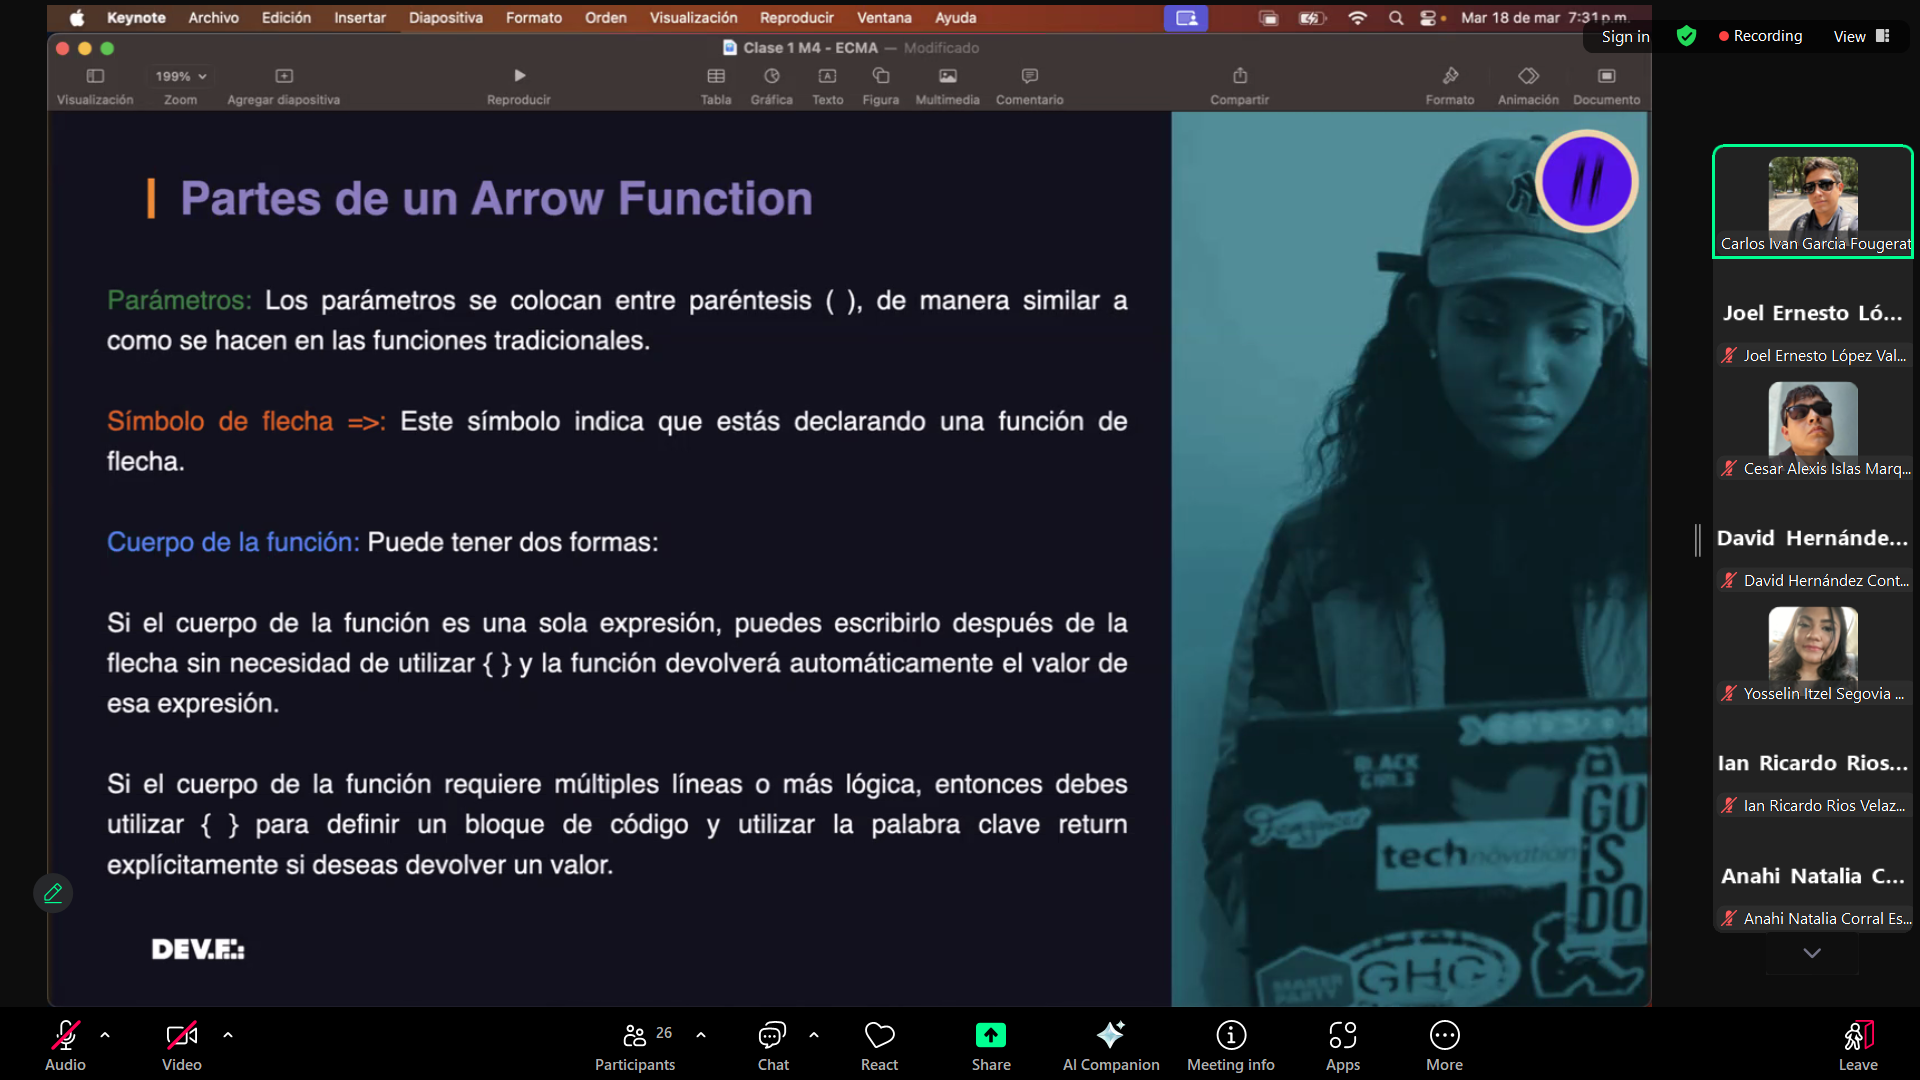 Keynote Archivo Edición Insertar Diapositiva Formato Orden Visualización Reproducir Ventana Ayuda Mar 18 de mar 7:31 p.m.
Sign in Recording View
Clase 1 M4 - ECMA — Modificado
199%
Visualización Zoom Agregar diapositiva Reproducir Tabla Gráfica Texto Figura Multimedia Comentario Compartir Formato Animación Documento
Partes de un Arrow Function
Parámetros: Los parámetros se colocan entre paréntesis ( ), de manera similar a
como se hacen en las funciones tradicionales.
Símbolo de flecha =>: Este símbolo indica que estás declarando una función de
flecha.
Cuerpo de la función: Puede tener dos formas:
Si el cuerpo de la función es una sola expresión, puedes escribirlo después de la
flecha sin necesidad de utilizar { } y la función devolverá automáticamente el valor de
esa expresión.
Si el cuerpo de la función requiere múltiples líneas o más lógica, entonces debes
utilizar { } para definir un bloque de código y utilizar la palabra clave return
explícitamente si deseas devolver un valor.
DEV.F.:
BLACK
GIRLS
technovation
GO
IS
DO
MAKER
PARTY
GHC
Carlos Ivan Garcia Fougerat
Joel Ernesto Ló...
Joel Ernesto López Val...
Cesar Alexis Islas Marq...
David Hernánde...
David Hernández Cont...
Yosselin Itzel Segovia ...
Ian Ricardo Rios...
Ian Ricardo Rios Velaz...
Anahi Natalia C...
Anahi Natalia Corral Es...
26
Audio Video Participants Chat React Share AI Companion Meeting info Apps More Leave